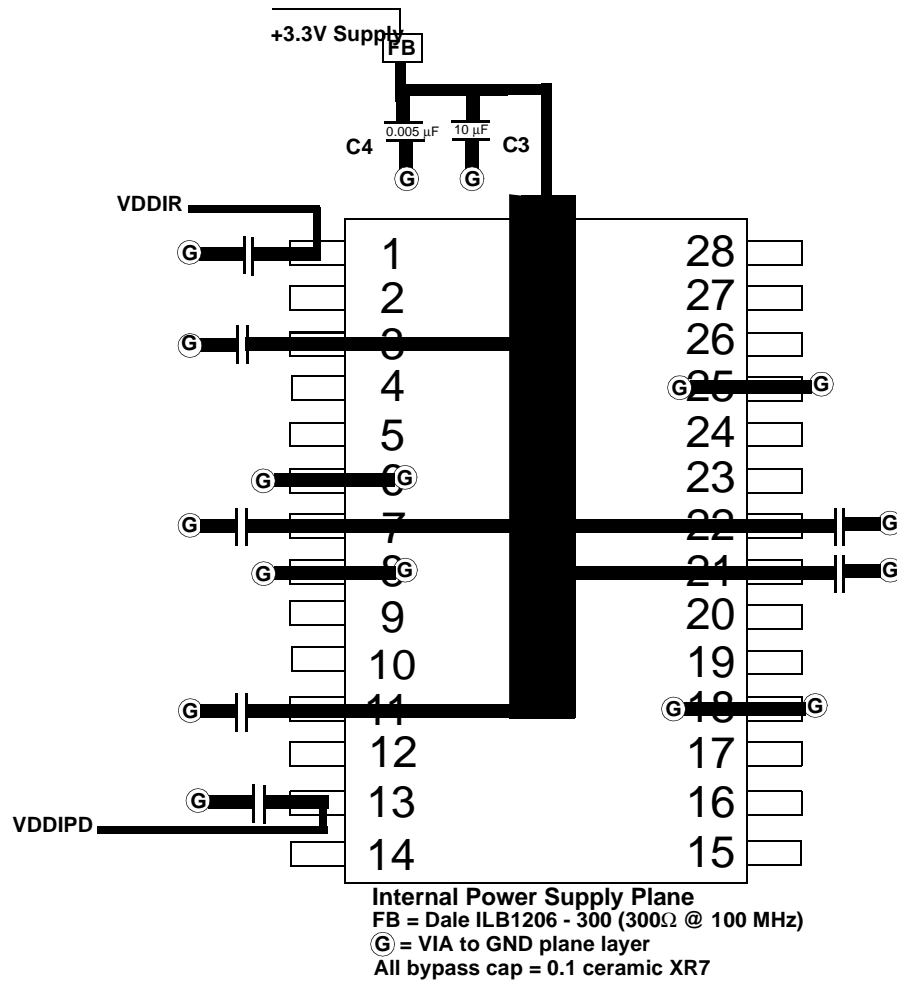 +3.3V Supply
FB
0.005 µF
10 µF
C4
C3
G
G
VDDIR
G
1
28
2
27
G
3
26
4
G
25
G
5
24
G
6
G
23
G
7
22
G
G
8
G
21
G
9
20
10
19
G
11
G
18
G
12
17
G
13
16
VDDIPD
14
15
Internal Power Supply Plane
FB = Dale ILB1206 - 300 (300Ω @ 100 MHz)
G = VIA to GND plane layer
All bypass cap = 0.1 ceramic XR7